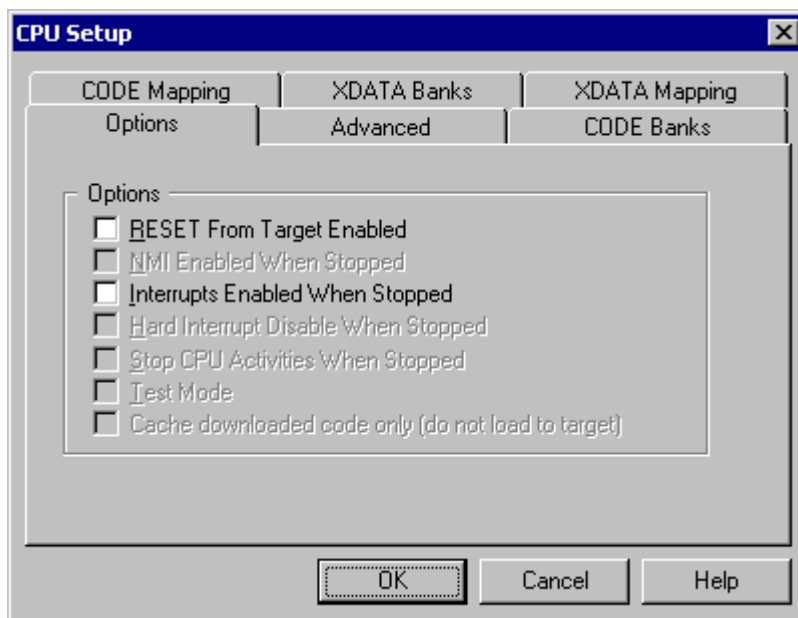 CPU Setup
CODE Mapping XDATA Banks XDATA Mapping
Options Advanced CODE Banks
Options
RESET From Target Enabled
NMI Enabled When Stopped
Interrupts Enabled When Stopped
Hard Interrupt Disable When Stopped
Stop CPU Activities When Stopped
Test Mode
Cache downloaded code only (do not load to target)
OK Cancel Help